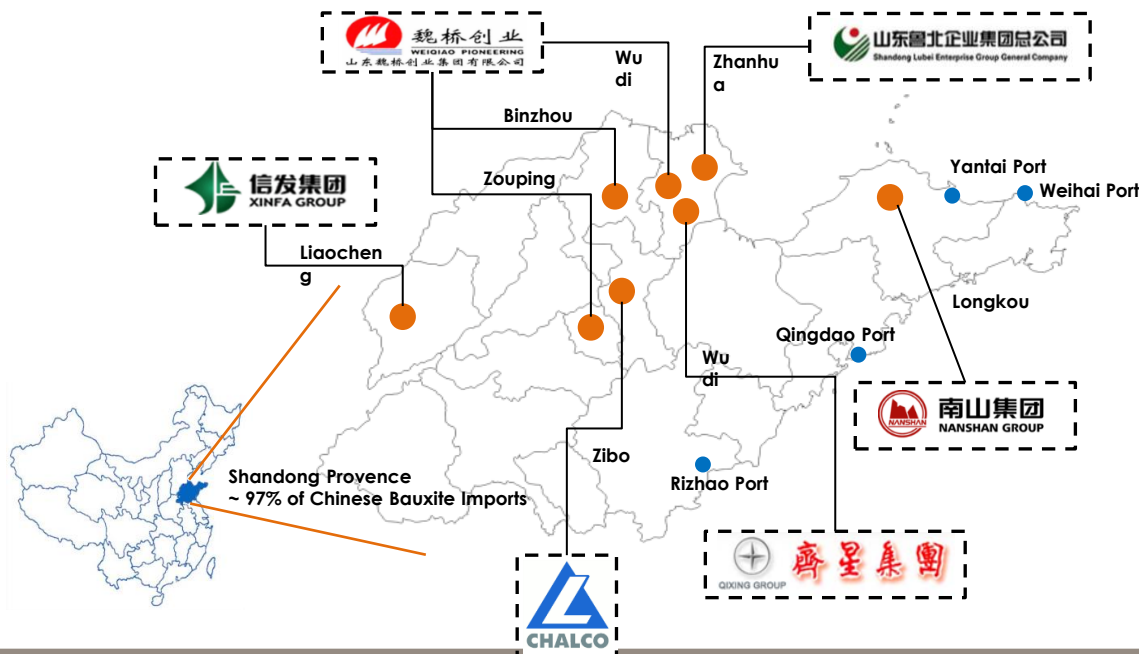 魏桥创业
WEIQIAO PIONEERING
山东魏桥创业集团有限公司
Wu
di
Zhanhu
a
山东鲁北企业集团总公司
Shandong Lubei Enterprise Group General Company
Binzhou
信发集团
XINFA GROUP
Zouping
Yantai Port
Weihai Port
Liaochen
g
Longkou
Qingdao Port
Wu
di
南山集团
NANSHAN
NANSHAN GROUP
Zibo
Shandong Provence
~ 97% of Chinese Bauxite Imports
Rizhao Port
齊星集團
QIXING GROUP
CHALCO